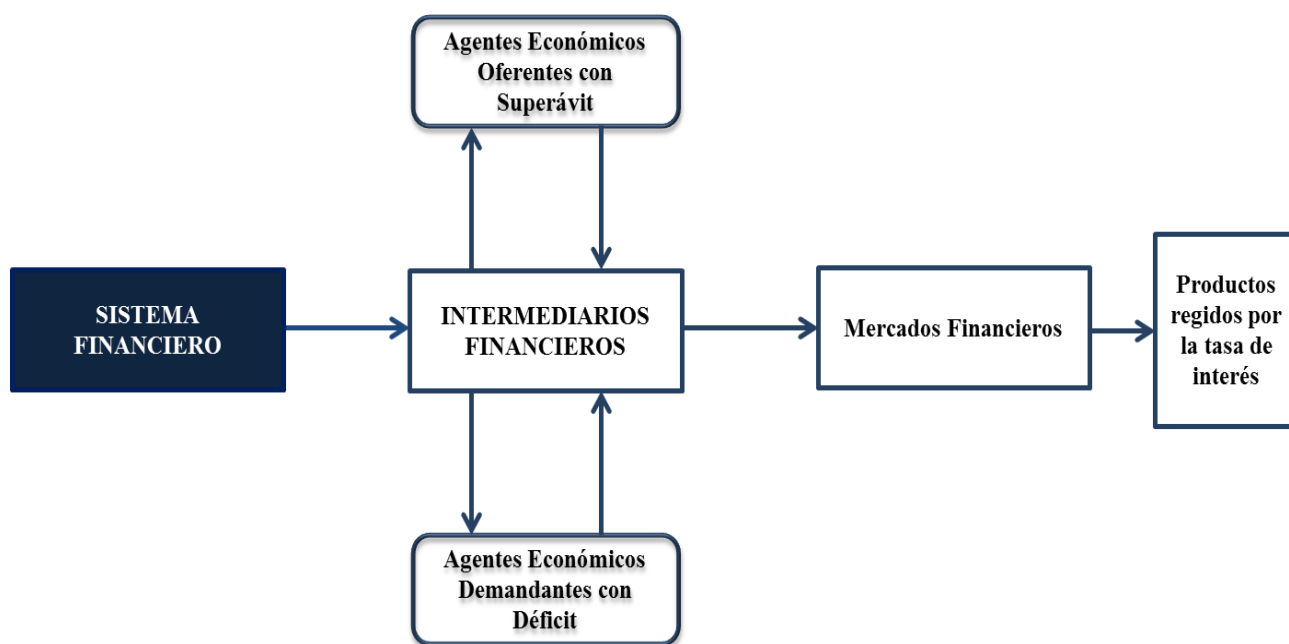 Agentes Económicos
Oferentes con
Superávit
SISTEMA
FINANCIERO
INTERMEDIARIOS
FINANCIEROS
Mercados Financieros
Productos
regidos por
la tasa de
interés
Agentes Económicos
Demandantes con
Déficit